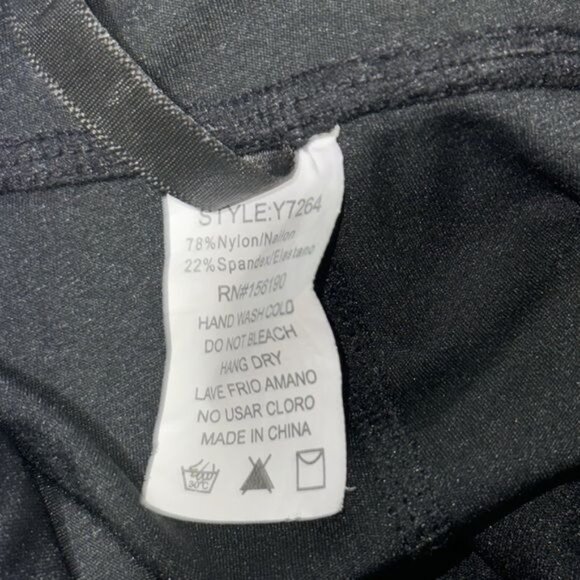 STYLE:Y7264
78%Nylon/Nailon
22%Spandex/Elastano
RN#156190
HAND WASH COLD
DO NOT BLEACH
HANG DRY
LAVE FRIO AMANO
NO USAR CLORO
MADE IN CHINA
30°C